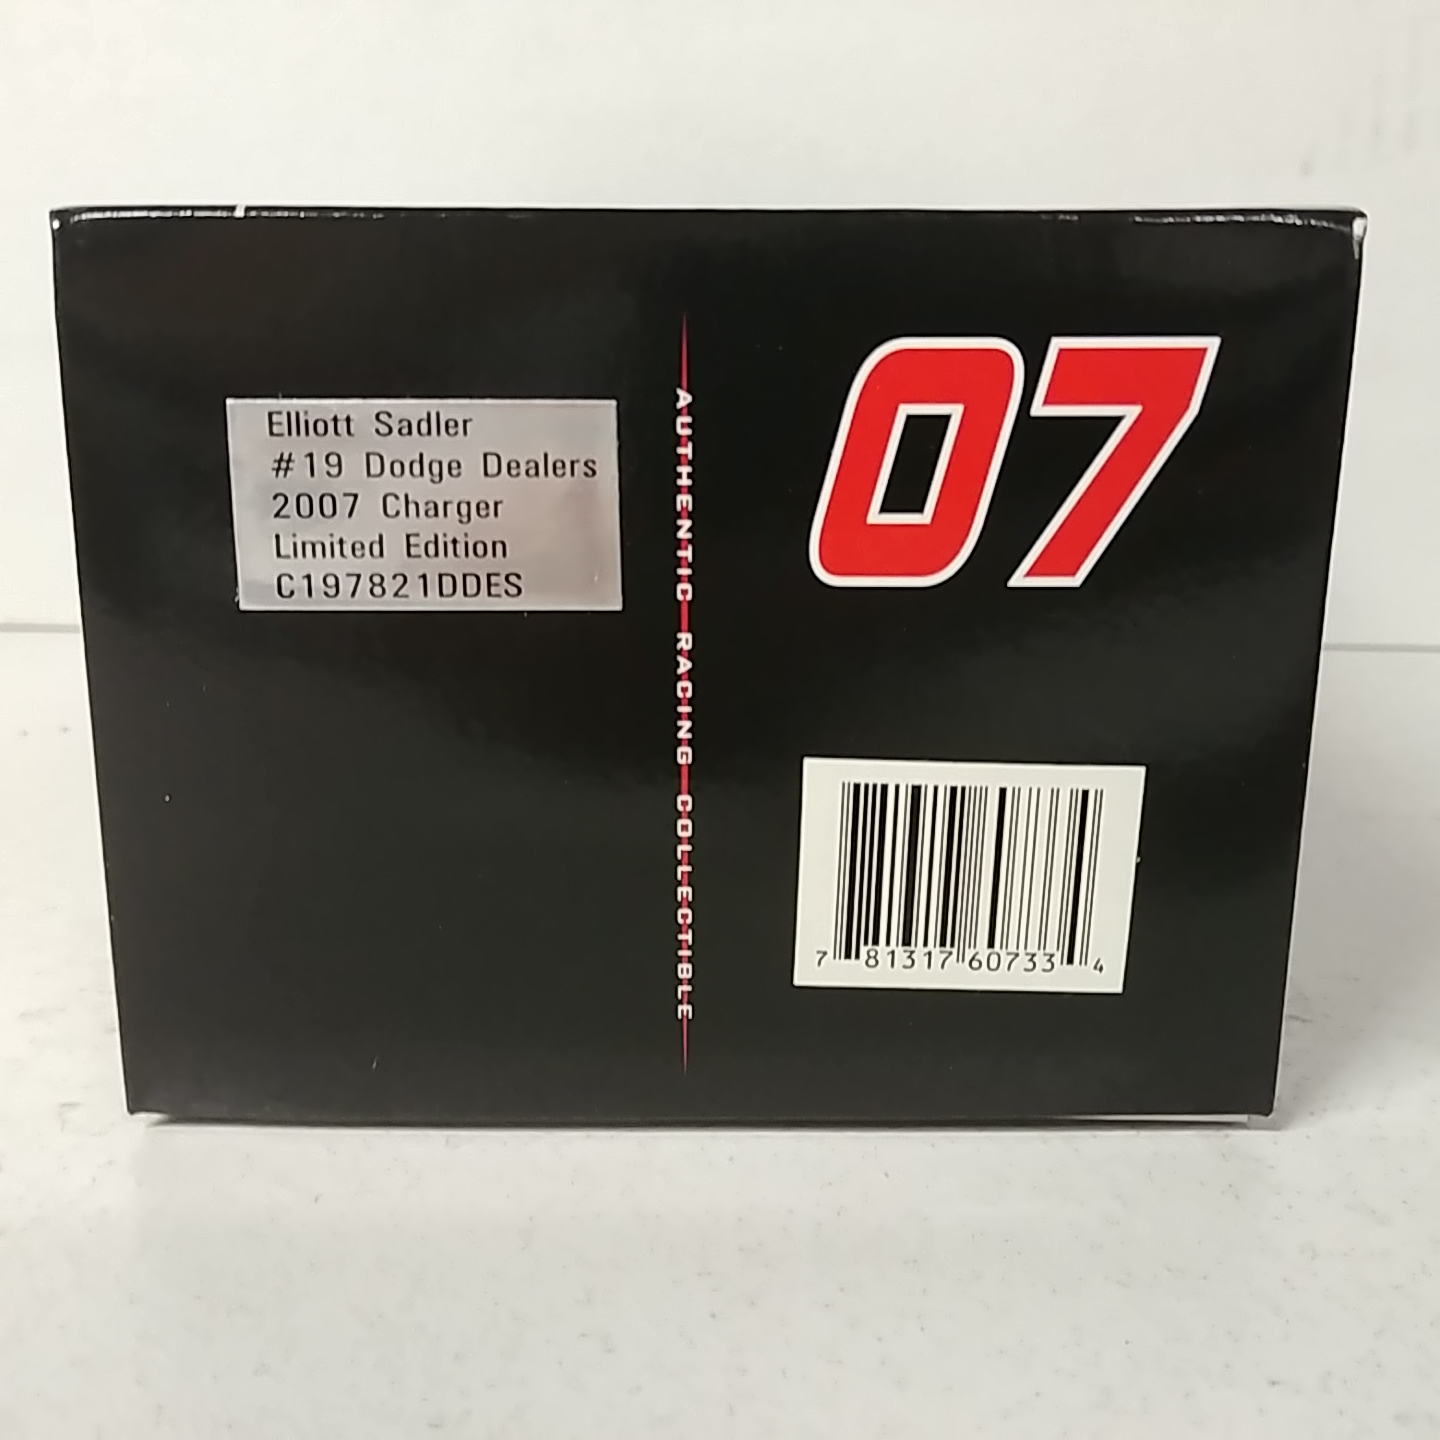 Elliott Sadler
#19 Dodge Dealers
2007 Charger
Limited Edition
C197821DDES
AUTHENTIC RACING COLLECTIBLE
07
7 81317 60733 4